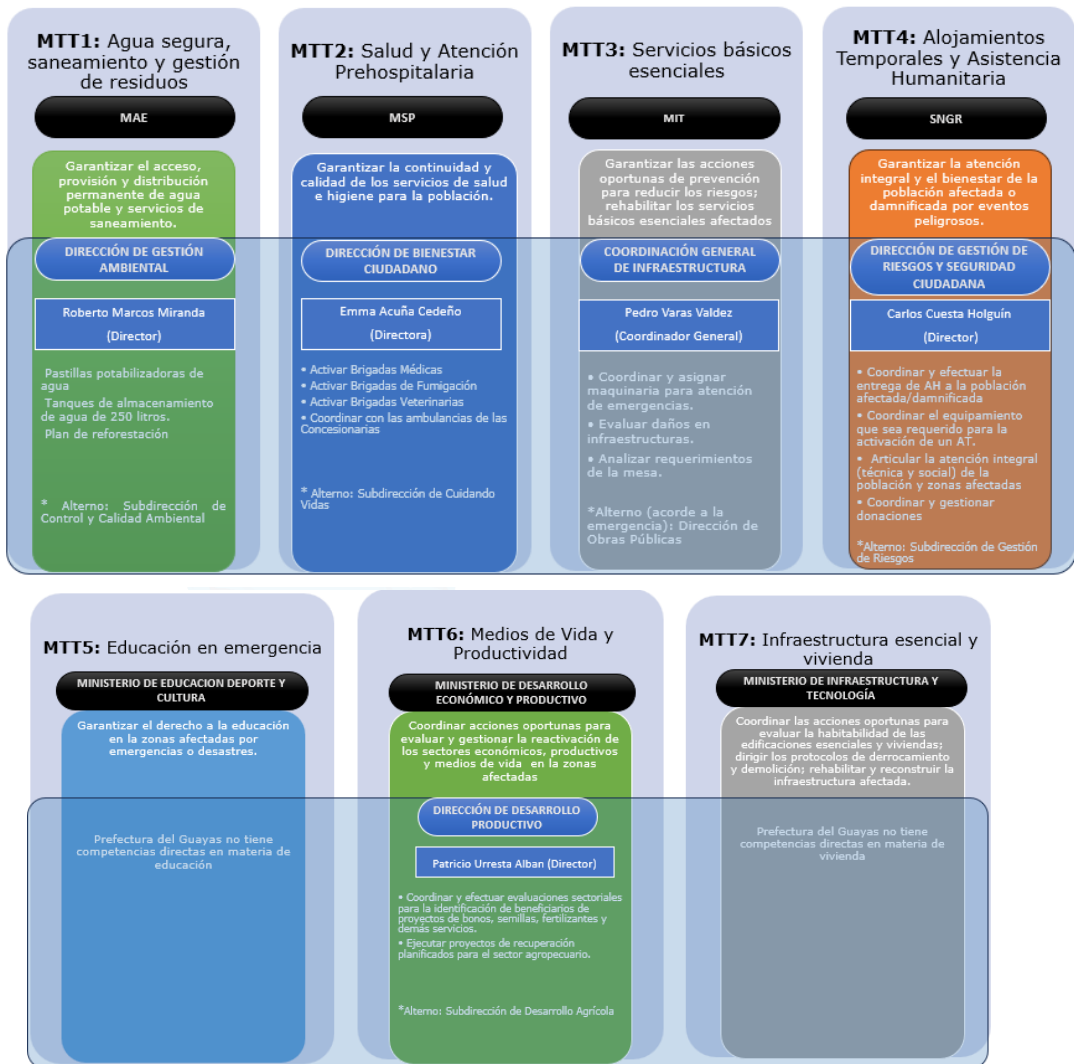 MTT1: Agua segura,
saneamiento y gestión
de residuos
MAE
Garantizar el acceso,
provisión y distribución
permanente de agua
potable y servicios de
saneamiento.
DIRECCIÓN DE GESTIÓN
AMBIENTAL
Roberto Marcos Miranda
(Director)
Pastillas potabilizadoras de
agua
Tanques de almacenamiento
de agua de 250 litros.
Plan de reforestación
* Alterno: Subdirección de
Control y Calidad Ambiental
MTT2: Salud y Atención
Prehospitalaria
MSP
Garantizar la continuidad y
calidad de los servicios de salud
e higiene para la población.
DIRECCIÓN DE BIENESTAR
CIUDADANO
Emma Acuña Cedeño
(Directora)
▪ Activar Brigadas Médicas
▪ Activar Brigadas de Fumigación
▪ Activar Brigadas Veterinarias
▪ Coordinar con las ambulancias de las
Concesionarias
* Alterno: Subdirección de Cuidando
Vidas
MTT3: Servicios básicos
esenciales
MIT
Garantizar las acciones
oportunas de prevención
para reducir los riesgos;
rehabilitar los servicios
básicos esenciales afectados
COORDINACIÓN GENERAL
DE INFRAESTRUCTURA
Pedro Varas Valdez
(Coordinador General)
• Coordinar y asignar
maquinaria para atención
de emergencias.
• Evaluar daños en
infraestructuras.
• Analizar requerimientos
de la mesa.
*Alterno (acorde a la
emergencia): Dirección de
Obras Públicas
MTT4: Alojamientos
Temporales y Asistencia
Humanitaria
SNGR
Garantizar la atención
integral y el bienestar de la
población afectada o
damnificada por eventos
peligrosos.
DIRECCIÓN DE GESTIÓN DE
RIESGOS Y SEGURIDAD
CIUDADANA
Carlos Cuesta Holguín
(Director)
• Coordinar y efectuar la
entrega de AH a la población
afectada/damnificada
• Coordinar el equipamiento
que sea requerido para la
activación de un AT.
• Articular la atención integral
(técnica y social) de la
población y zonas afectadas
• Coordinar y gestionar
donaciones
*Alterno: Subdirección de Gestión
de Riesgos
MTT5: Educación en emergencia
MINISTERIO DE EDUCACION DEPORTE Y
CULTURA
Garantizar el derecho a la educación
en la zonas afectadas por
emergencias o desastres.
Prefectura del Guayas no tiene
competencias directas en materia de
educación
MTT6: Medios de Vida y
Productividad
MINISTERIO DE DESARROLLO
ECONÓMICO Y PRODUCTIVO
Coordinar acciones oportunas para
evaluar y gestionar la reactivación de
los sectores económicos, productivos
y medios de vida en la zonas
afectadas
DIRECCIÓN DE DESARROLLO
PRODUCTIVO
Patricio Urresta Alban (Director)
• Coordinar y efectuar evaluaciones sectoriales
para la identificación de beneficiarios de
proyectos de bonos, semillas, fertilizantes y
demás servicios.
• Ejecutar proyectos de recuperación
planificados para el sector agropecuario.
*Alterno: Subdirección de Desarrollo Agrícola
MTT7: Infraestructura esencial y
vivienda
MINISTERIO DE INFRAESTRUCTURA Y
TECNOLOGÍA
Coordinar las acciones oportunas para
evaluar la habitabilidad de las
edificaciones esenciales y viviendas;
dirigir los protocolos de derrocamiento
y demolición; rehabilitar y reconstruir la
infraestructura afectada.
Prefectura del Guayas no tiene
competencias directas en materia de
vivienda